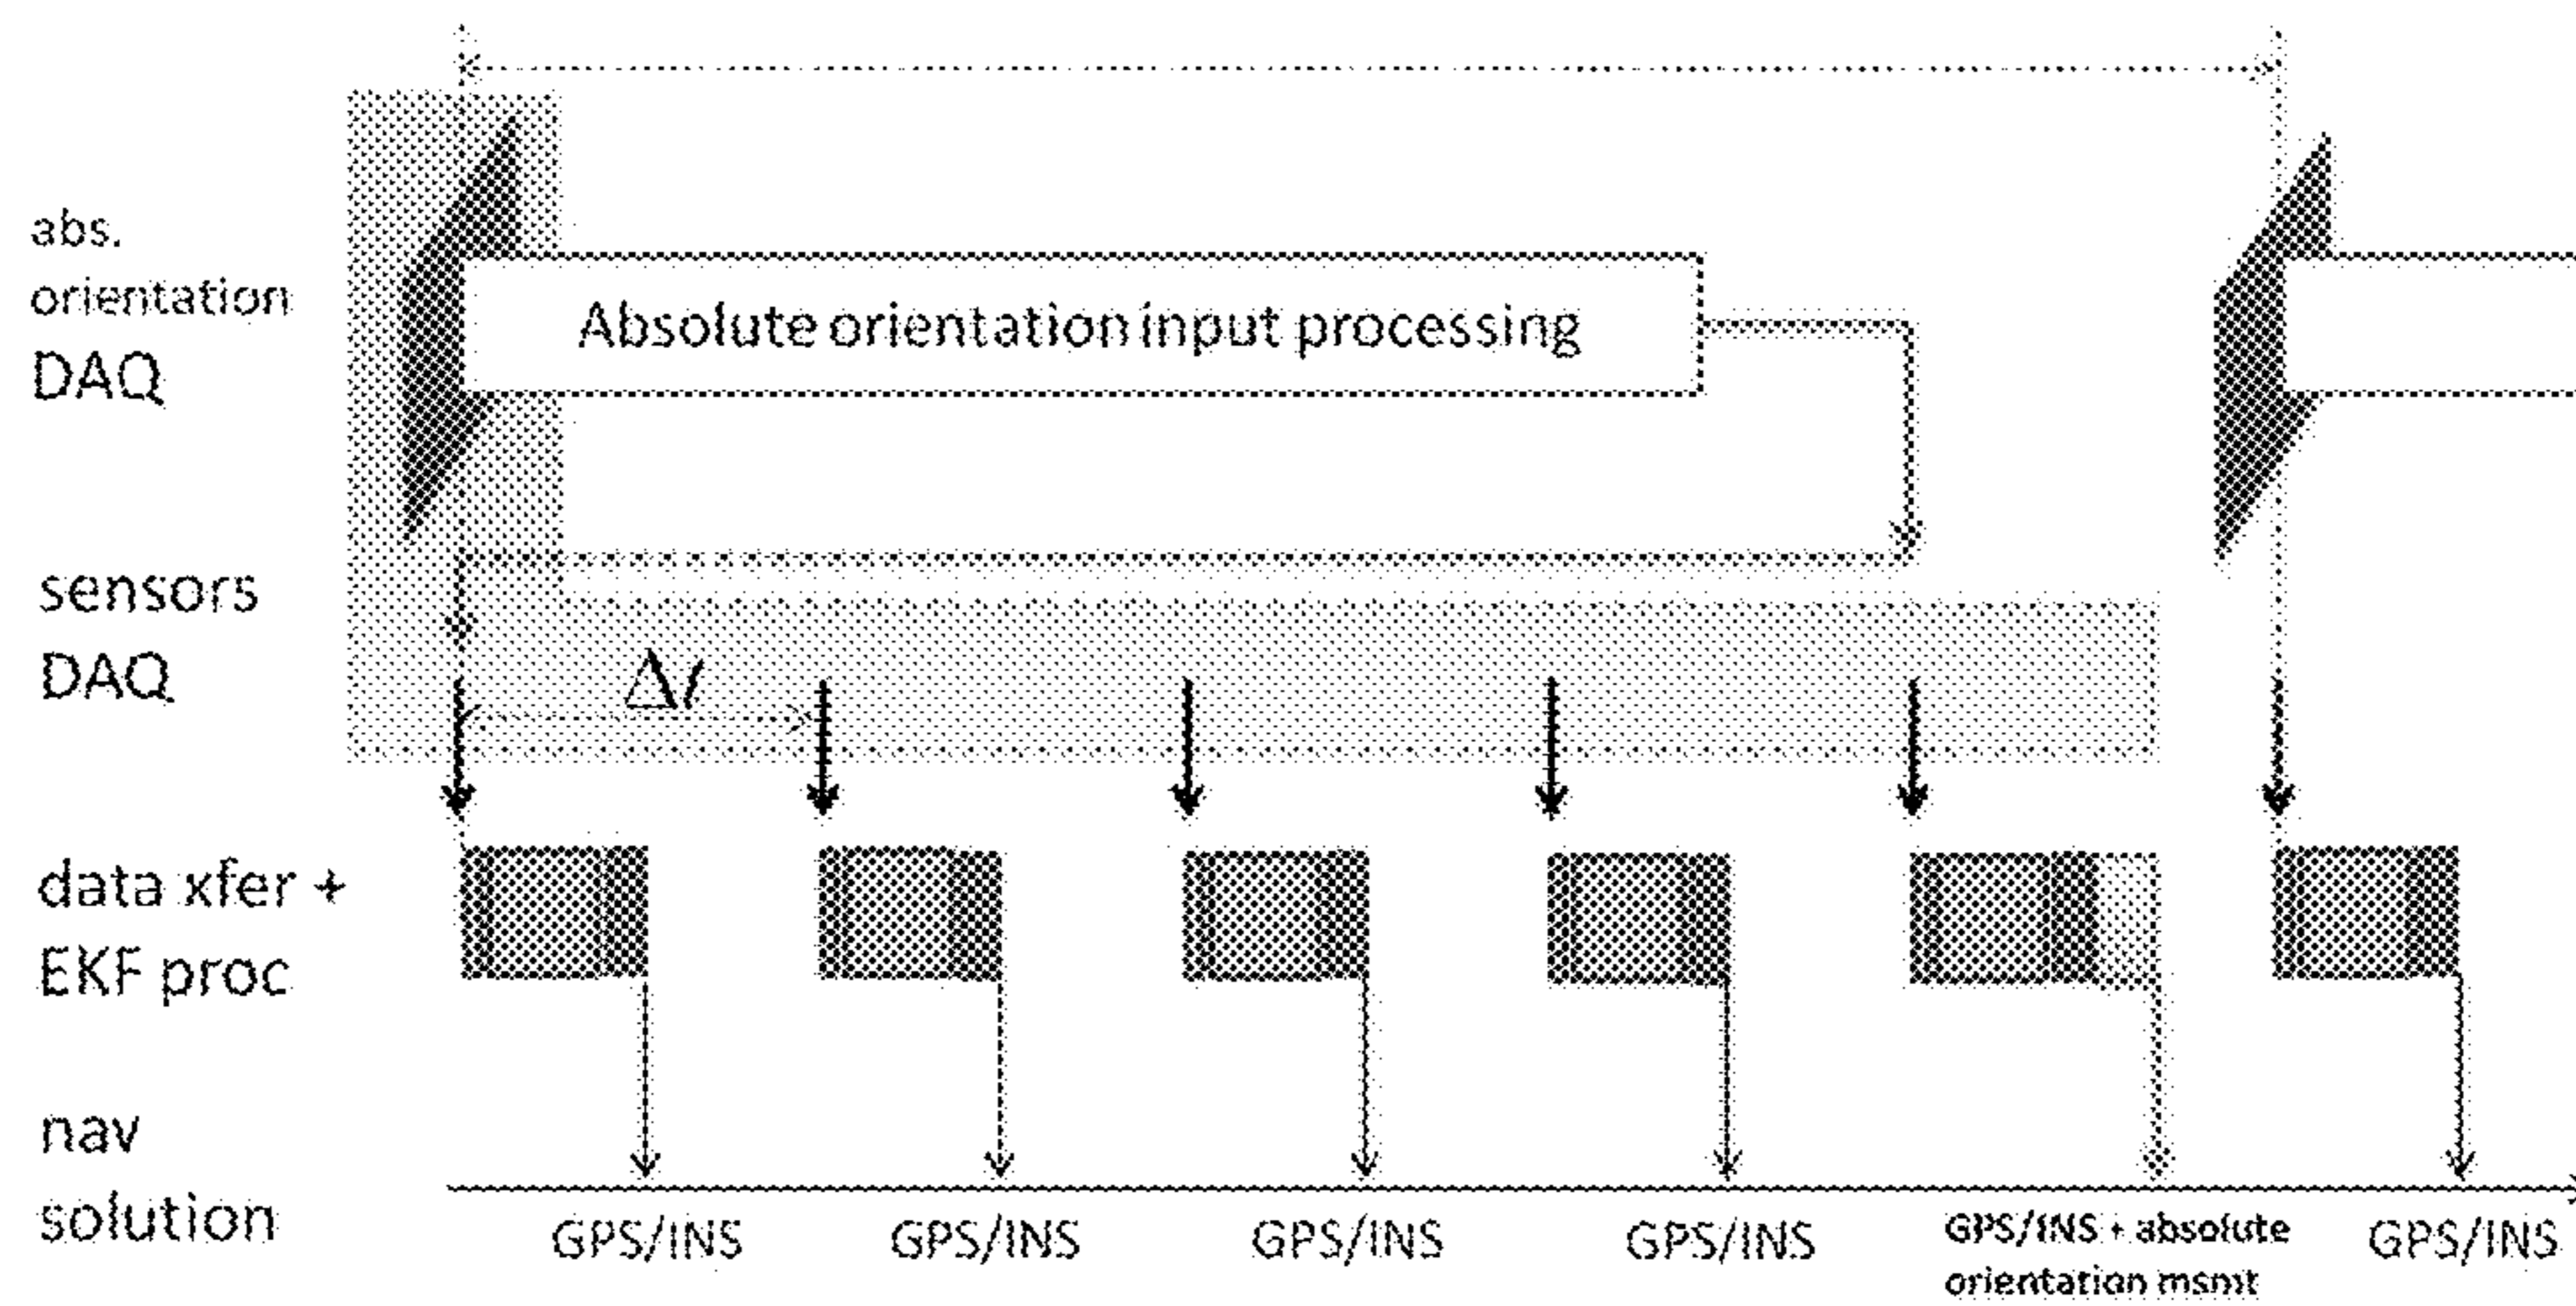 abs.
orientation
DAQ
Absolute orientation input processing
sensors
DAQ
data xfer +
EKF proc
nav
solution
GPS/INS
GPS/INS
GPS/INS
GPS/INS
GPS/INS + absolute
orientation msmt
GPS/INS